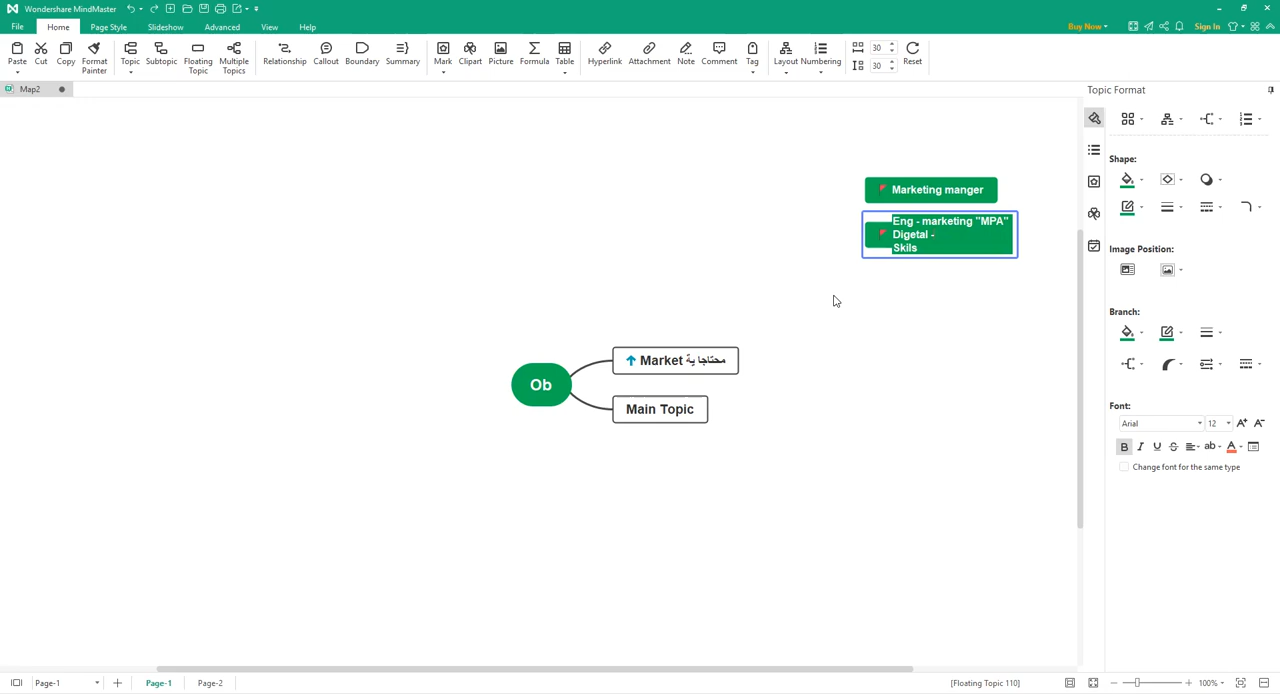 Wondershare MindMaster
File Home Page Style Slideshow Advanced View Help Buy Now Sign In
Paste Cut Copy Format Painter Topic Subtopic Floating Topic Multiple Topics Relationship Callout Boundary Summary Mark Clipart Picture Formula Table Hyperlink Attachment Note Comment Tag Layout Numbering 30 30 Reset
Map2
Topic Format
Shape:
Marketing manger
Eng - marketing "MPA"
Digetal -
Skils
Image Position:
Branch:
Ob
Market محتاجا ية
Main Topic
Font:
Arial 12
Change font for the same type
Page-1 Page-1 Page-2 [Floating Topic 110] 100%